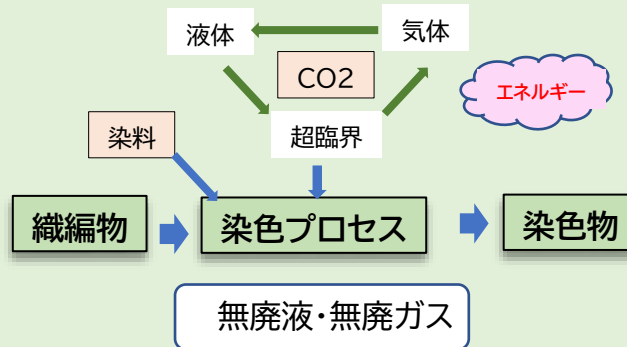 液体
気体
CO2
エネルギー
染料
超臨界
織編物
染色プロセス
染色物
無廃液・無廃ガス